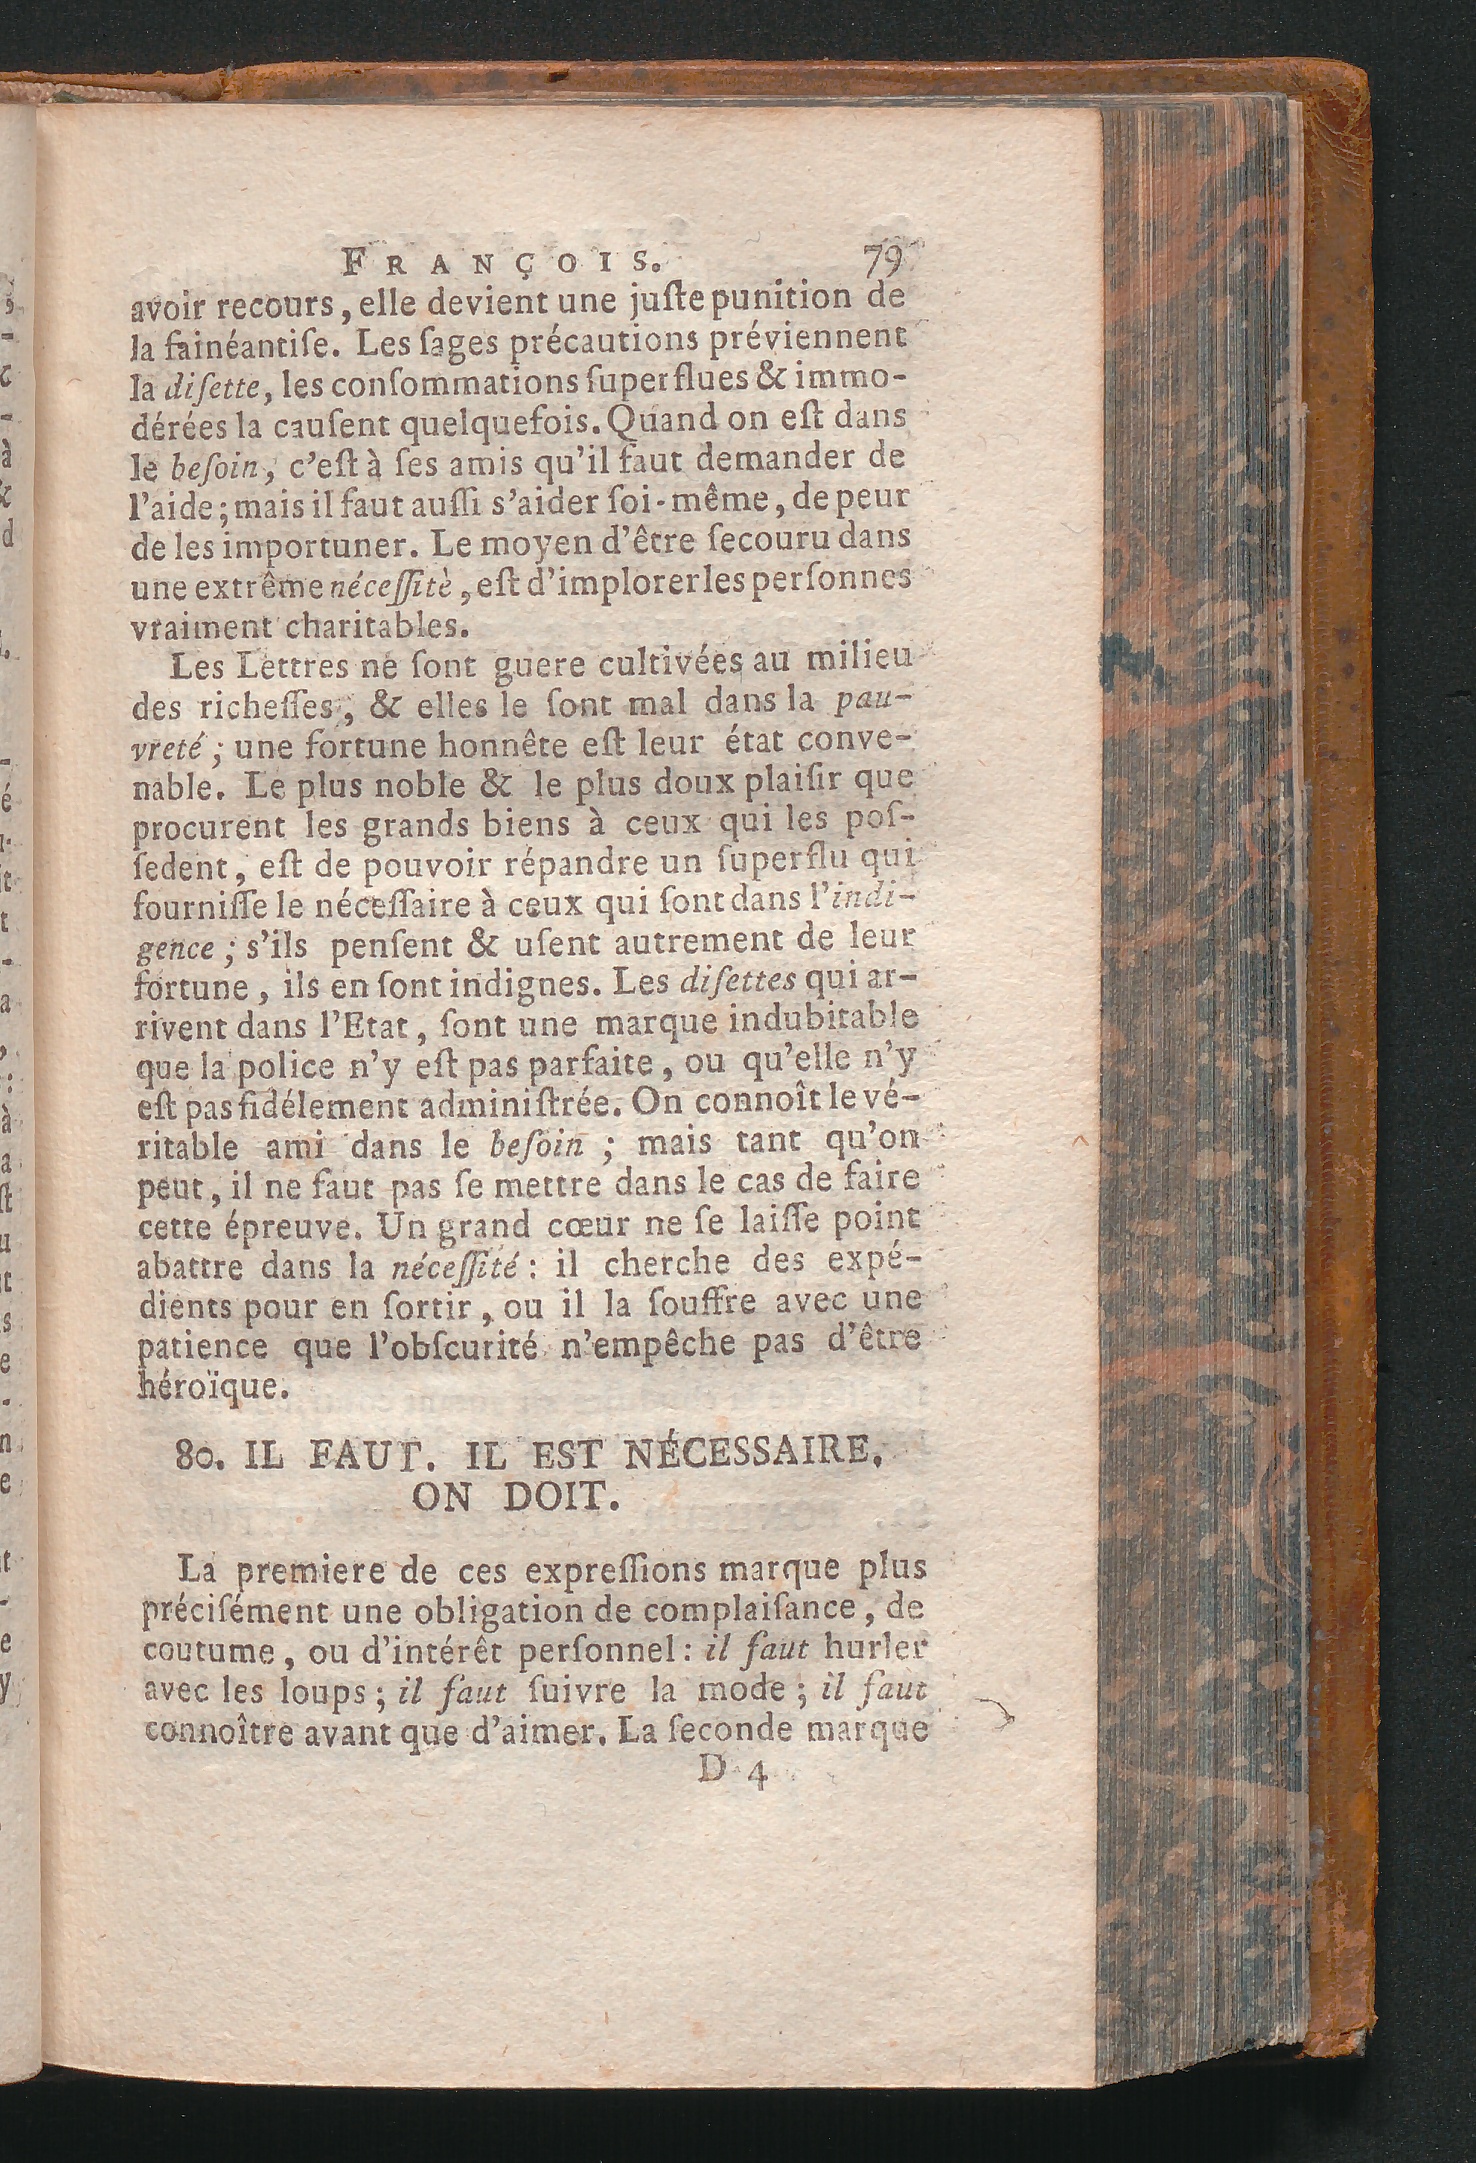 FRANÇOIS. 79
avoir recours, elle devient une juſte punition de
la fainéantiſe. Les ſages précautions préviennent
la diſette, les conſommations ſuperflues & immo-
dérées la cauſent quelquefois. Quand on eſt dans
le beſoin, c'eſt à ſes amis qu'il faut demander de
l'aide; mais il faut auſſi s'aider ſoi-même, de peur
de les importuner. Le moyen d'être ſecouru dans
une extrême néceſſitè, eſt d'implorer les perſonnes
vraiment charitables.
Les Lettres ne ſont guere cultivées au milieu
des richeſſes, & elles le ſont mal dans la pau-
vreté; une fortune honnête eſt leur état conve-
nable. Le plus noble & le plus doux plaiſir que
procurent les grands biens à ceux qui les poſ-
ſedent, eſt de pouvoir répandre un ſuperflu qui
fourniſſe le néceſſaire à ceux qui ſont dans l'indi-
gence; s'ils penſent & uſent autrement de leur
fortune, ils en ſont indignes. Les diſettes qui ar-
rivent dans l'Etat, ſont une marque indubitable
que la police n'y eſt pas parfaite, ou qu'elle n'y
eſt pas fidélement adminiſtrée. On connoît le vé-
ritable ami dans le beſoin; mais tant qu'on
peut, il ne faut pas ſe mettre dans le cas de faire
cette épreuve. Un grand cœur ne ſe laiſſe point
abattre dans la néceſſité: il cherche des expé-
dients pour en ſortir, ou il la ſouffre avec une
patience que l'obſcurité n'empêche pas d'être
héroïque.
80. IL FAUT. IL EST NÉCESSAIRE.
ON DOIT.
La premiere de ces expreſſions marque plus
préciſément une obligation de complaiſance, de
coutume, ou d'intérêt perſonnel: il faut hurler
avec les loups; il faut ſuivre la mode; il faut
connoître avant que d'aimer. La ſeconde marque
D 4